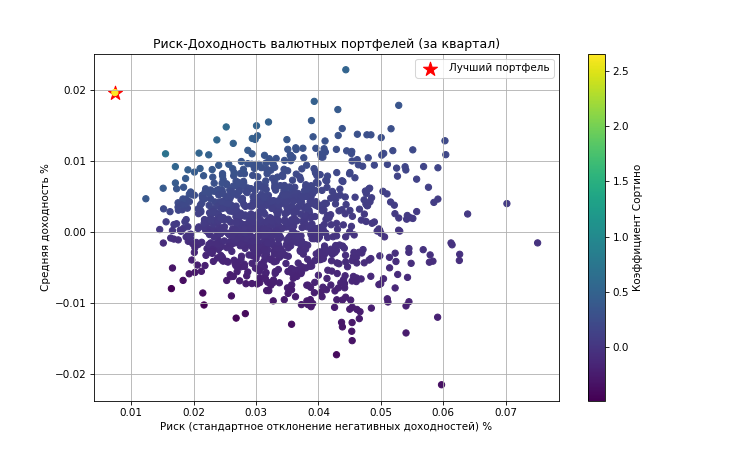 Риск-Доходность валютных портфелей (за квартал)
Лучший портфель
Средняя доходность %
0.02
0.01
0.00
−0.01
−0.02
0.01 0.02 0.03 0.04 0.05 0.06 0.07
Риск (стандартное отклонение негативных доходностей) %
2.5
2.0
1.5
1.0
0.5
0.0
Коэффициент Сортино